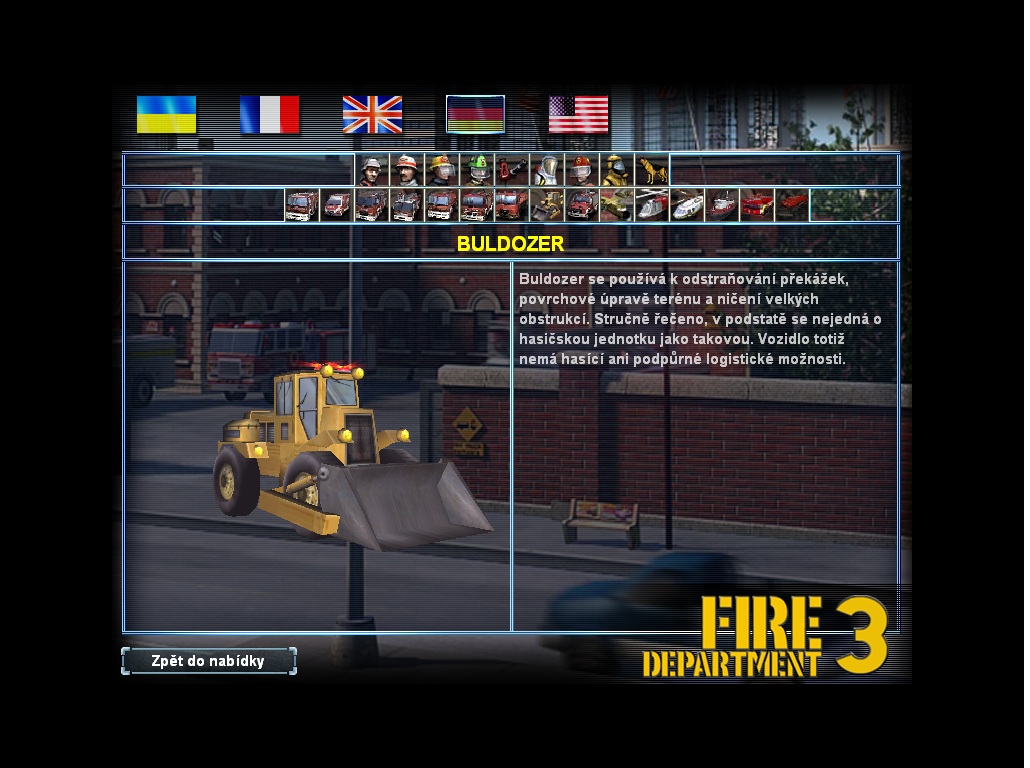 BULDOZER
Buldozer se používá k odstraňování překážek,
povrchové úpravě terénu a ničení velkých
obstrukcí. Stručně řečeno, v podstatě se nejedná o
hasičskou jednotku jako takovou. Vozidlo totiž
nemá hasící ani podpůrné logistické možnosti.
FIRE
DEPARTMENT
3
Zpět do nabídky